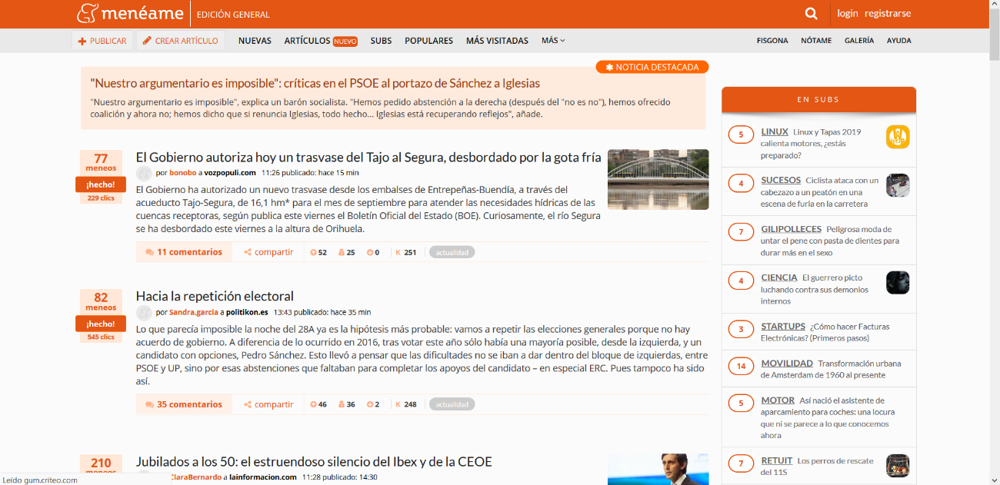 menéame EDICIÓN GENERAL login registrarse
PUBLICAR CREAR ARTÍCULO NUEVAS ARTÍCULOS NUEVO SUBS POPULARES MÁS VISITADAS MÁS FISGONA NÓTAME GALERÍA AYUDA
✱ NOTICIA DESTACADA
"Nuestro argumentario es imposible": críticas en el PSOE al portazo de Sánchez a Iglesias
"Nuestro argumentario es imposible", explica un barón socialista. "Hemos pedido abstención a la derecha (después del "no es no"), hemos ofrecido
coalición y ahora no; hemos dicho que si renuncia Iglesias, todo hecho... Iglesias está recuperando reflejos", añade.
77
meneos
¡hecho!
229 clics
El Gobierno autoriza hoy un trasvase del Tajo al Segura, desbordado por la gota fría
por bonobo a vozpopuli.com 11:26 publicado: hace 15 min
El Gobierno ha autorizado un nuevo trasvase desde los embalses de Entrepeñas-Buendía, a través del
acueducto Tajo-Segura, de 16,1 hm* para el mes de septiembre para atender las necesidades hídricas de las
cuencas receptoras, según publica este viernes el Boletín Oficial del Estado (BOE). Curiosamente, el río Segura
se ha desbordado este viernes a la altura de Orihuela.
11 comentarios compartir 52 25 0 K 251 actualidad
82
meneos
¡hecho!
545 clics
Hacia la repetición electoral
por Sandra.garcia a politikon.es 13:43 publicado: hace 35 min
Lo que parecía imposible la noche del 28A ya es la hipótesis más probable: vamos a repetir las elecciones generales porque no hay
acuerdo de gobierno. A diferencia de lo ocurrido en 2016, tras votar este año sólo había una mayoría posible, desde la izquierda, y un
candidato con opciones, Pedro Sánchez. Esto llevó a pensar que las dificultades no se iban a dar dentro del bloque de izquierdas, entre
PSOE y UP, sino por esas abstenciones que faltaban para completar los apoyos del candidato – en especial ERC. Pues tampoco ha sido
así.
35 comentarios compartir 46 36 2 K 248 actualidad
210
meneos
Jubilados a los 50: el estruendoso silencio del Ibex y de la CEOE
ClaraBernardo a lainformacion.com 11:28 publicado: 14:30
Leído gum.criteo.com
EN SUBS
5 LINUX Linux y Tapas 2019
calienta motores, ¿estás
preparado?
4 SUCESOS Ciclista ataca con un
cabezazo a un peatón en una
escena de furia en la carretera
7 GILIPOLLECES Peligrosa moda de
untar el pene con pasta de dientes para
durar más en el sexo
4 CIENCIA El guerrero picto
luchando contra sus demonios
internos
3 STARTUPS ¿Cómo hacer Facturas
Electrónicas? (Primeros pasos)
14 MOVILIDAD Transformación urbana
de Amsterdam de 1960 al presente
5 MOTOR Así nació el asistente de
aparcamiento para coches: una locura
que ni se parece a lo que conocemos
ahora
7 RETUIT Los perros de rescate
del 11S